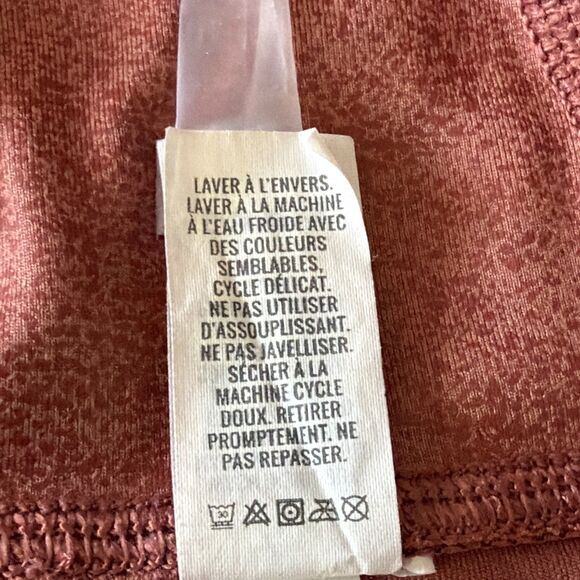 LAVER À L'ENVERS.
LAVER À LA MACHINE
À L'EAU FROIDE AVEC
DES COULEURS
SEMBLABLES,
CYCLE DÉLICAT.
NE PAS UTILISER
D'ASSOUPLISSANT.
NE PAS JAVELLISER.
SÉCHER À LA
MACHINE CYCLE
DOUX. RETIRER
PROMPTEMENT. NE
PAS REPASSER.
30